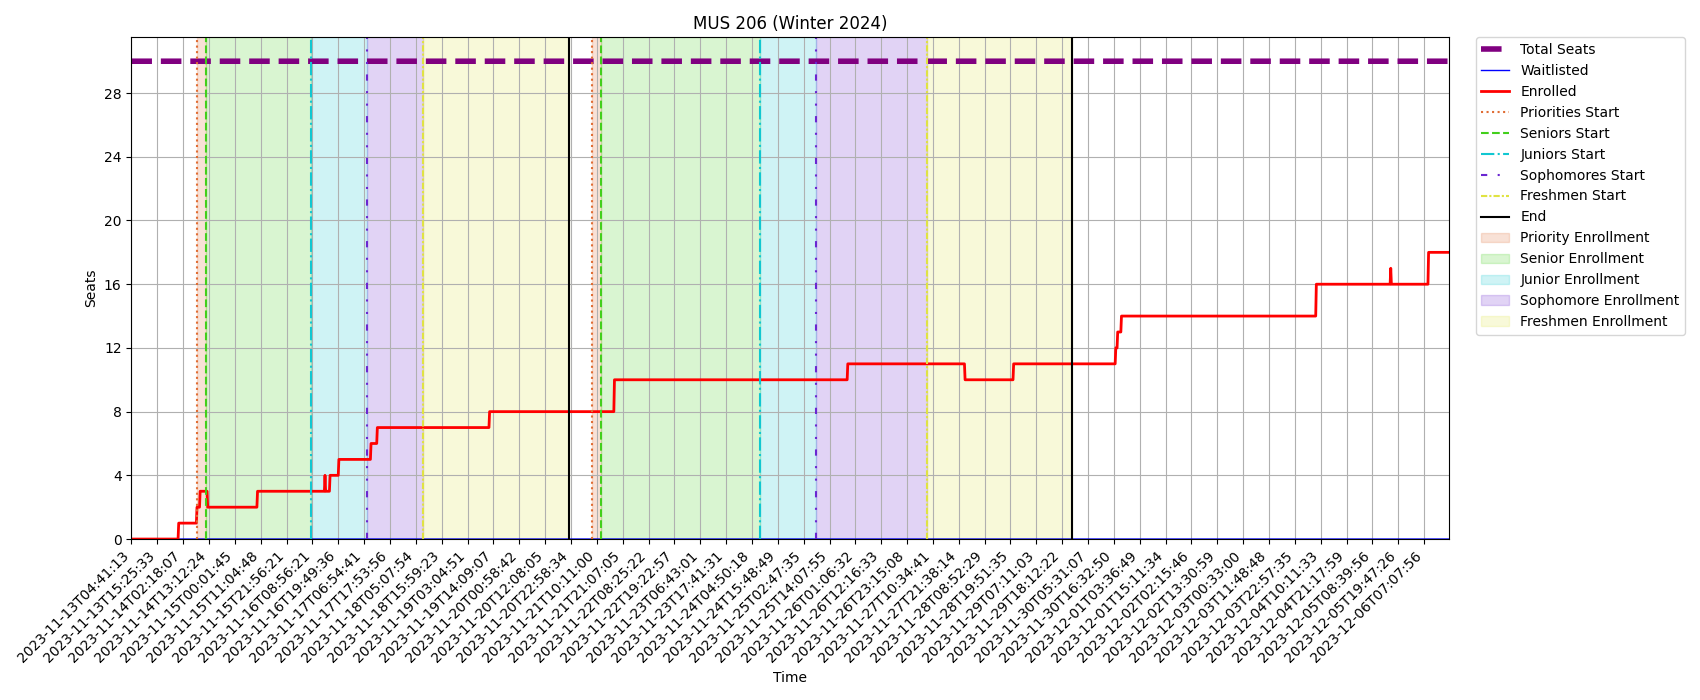 MUS 206 (Winter 2024)
Seats
28
24
20
16
12
8
4
0
2023-11-13T04:41:13
2023-11-13T15:25:33
2023-11-14T02:18:07
2023-11-14T13:12:24
2023-11-15T00:01:45
2023-11-15T11:04:48
2023-11-15T21:56:21
2023-11-16T08:56:21
2023-11-16T19:49:36
2023-11-17T06:54:41
2023-11-17T17:53:56
2023-11-18T05:07:54
2023-11-18T15:59:23
2023-11-19T03:04:51
2023-11-19T14:09:07
2023-11-20T00:58:42
2023-11-20T12:08:05
2023-11-20T22:58:34
2023-11-21T10:11:00
2023-11-21T21:07:05
2023-11-22T08:25:22
2023-11-22T19:22:57
2023-11-23T06:43:01
2023-11-23T17:41:31
2023-11-24T04:50:18
2023-11-24T15:48:49
2023-11-25T02:47:35
2023-11-25T14:07:55
2023-11-26T01:06:32
2023-11-26T12:16:33
2023-11-26T23:15:08
2023-11-27T10:34:41
2023-11-27T21:38:14
2023-11-28T08:52:29
2023-11-28T19:51:35
2023-11-29T07:11:03
2023-11-29T18:12:22
2023-11-30T05:31:07
2023-11-30T16:32:50
2023-12-01T03:36:49
2023-12-01T15:11:34
2023-12-02T02:15:46
2023-12-02T13:30:59
2023-12-03T00:33:00
2023-12-03T11:48:48
2023-12-03T22:57:35
2023-12-04T10:11:33
2023-12-04T21:17:59
2023-12-05T08:39:56
2023-12-05T19:47:26
2023-12-06T07:07:56
Time
Total Seats
Waitlisted
Enrolled
Priorities Start
Seniors Start
Juniors Start
Sophomores Start
Freshmen Start
End
Priority Enrollment
Senior Enrollment
Junior Enrollment
Sophomore Enrollment
Freshmen Enrollment